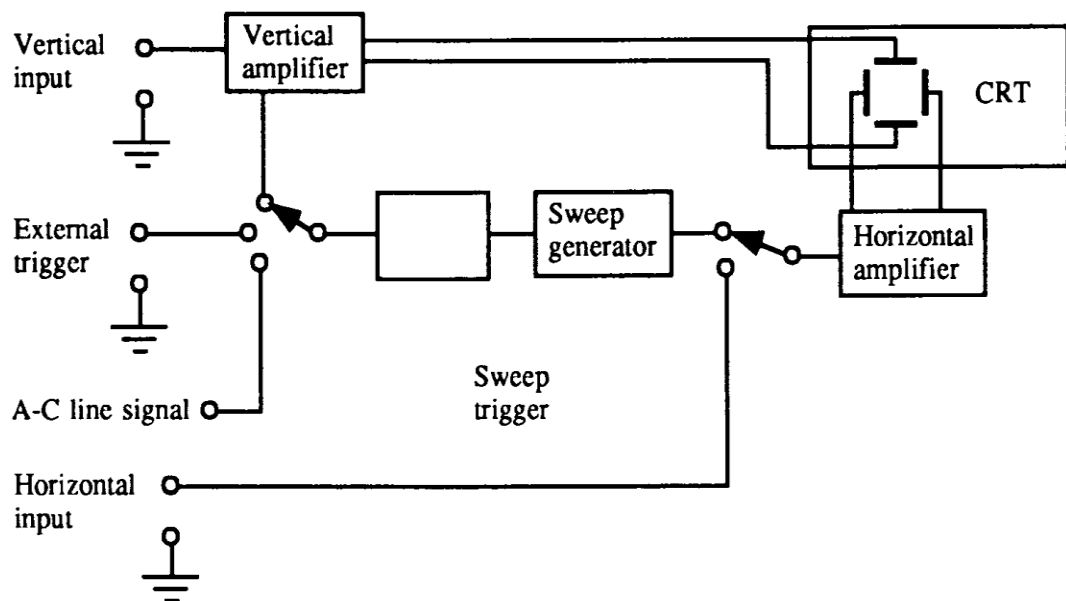 Vertical
input
Vertical
amplifier
CRT
External
trigger
Sweep
generator
Horizontal
amplifier
Sweep
trigger
A-C line signal
Horizontal
input